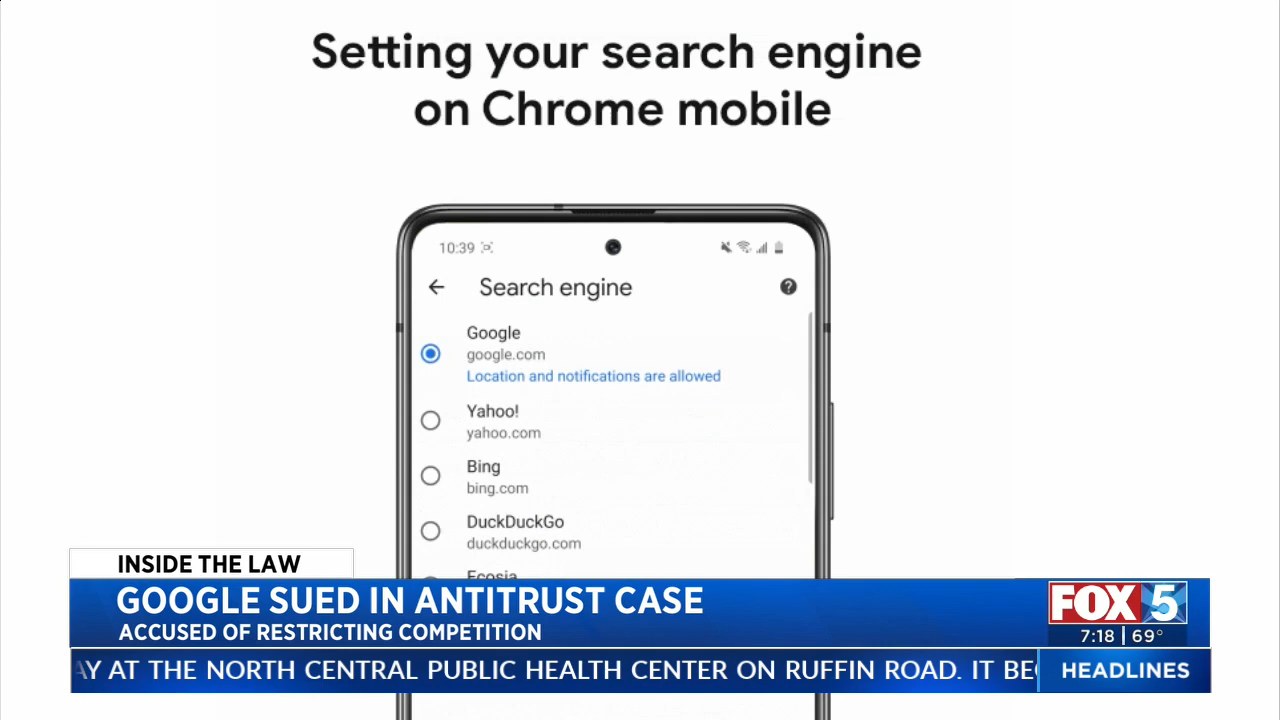 Setting your search engine
on Chrome mobile
10:39
Search engine
Google
google.com
Location and notifications are allowed
Yahoo!
yahoo.com
Bing
bing.com
DuckDuckGo
duckduckgo.com
Ecosia
INSIDE THE LAW
GOOGLE SUED IN ANTITRUST CASE
ACCUSED OF RESTRICTING COMPETITION
FOX 5
7:18 | 69°
AY AT THE NORTH CENTRAL PUBLIC HEALTH CENTER ON RUFFIN ROAD. IT BE
HEADLINES